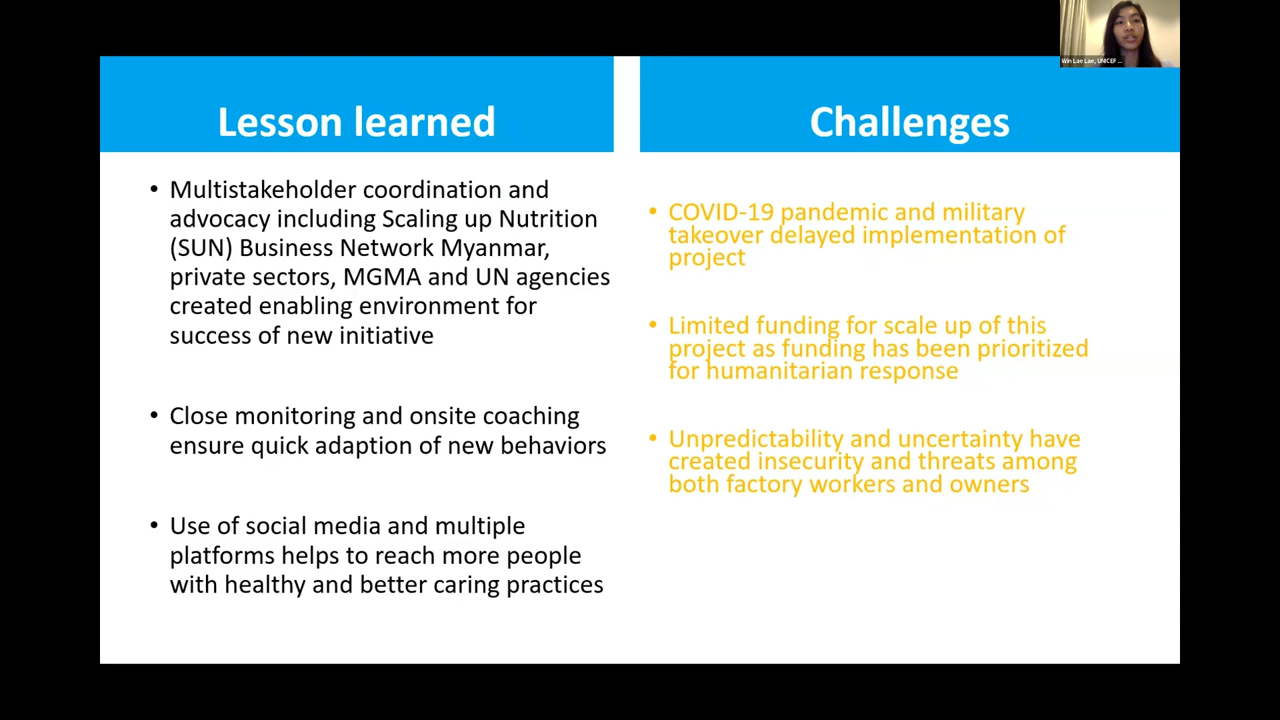 Win Lae Lae, UNICEF ...
Lesson learned
• Multistakeholder coordination and
advocacy including Scaling up Nutrition
(SUN) Business Network Myanmar,
private sectors, MGMA and UN agencies
created enabling environment for
success of new initiative
• Close monitoring and onsite coaching
ensure quick adaption of new behaviors
• Use of social media and multiple
platforms helps to reach more people
with healthy and better caring practices
Challenges
• COVID-19 pandemic and military
takeover delayed implementation of
project
• Limited funding for scale up of this
project as funding has been prioritized
for humanitarian response
• Unpredictability and uncertainty have
created insecurity and threats among
both factory workers and owners